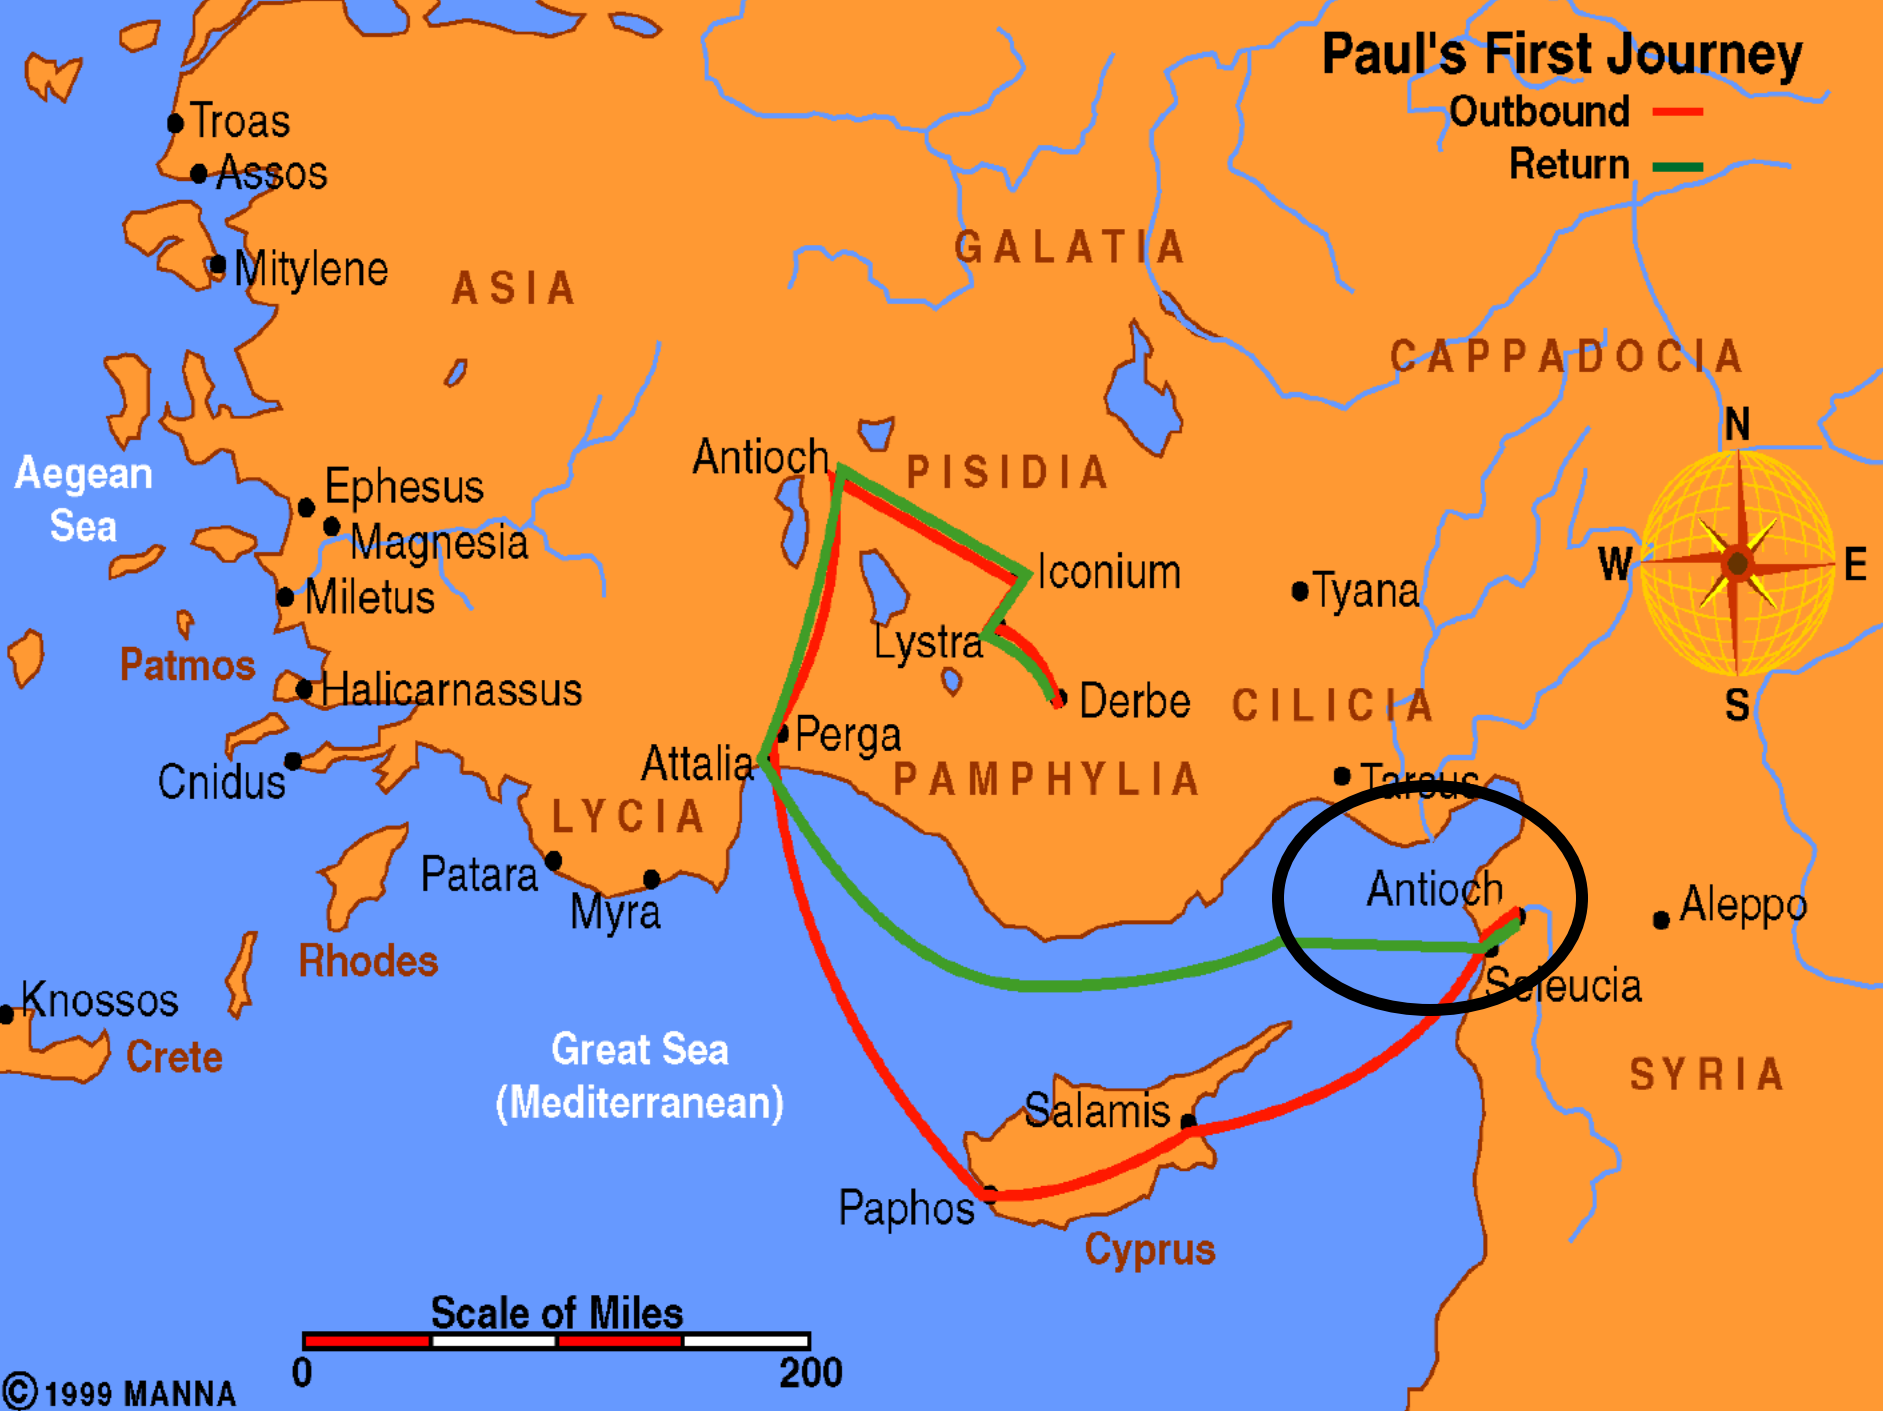 Paul's First Journey
Outbound
Return
Troas
Assos
Mitylene
ASIA
GALATIA
CAPPADOCIA
N
W
E
S
Aegean
Sea
Antioch
PISIDIA
Ephesus
Magnesia
Miletus
Iconium
Tyana
Lystra
Patmos
Halicarnassus
Derbe
CILICIA
Perga
Attalia
Cnidus
PAMPHYLIA
Tarsus
LYCIA
Patara
Myra
Antioch
Aleppo
Rhodes
Seleucia
Knossos
Crete
Great Sea
(Mediterranean)
SYRIA
Salamis
Paphos
Cyprus
Scale of Miles
0
200
© 1999 MANNA